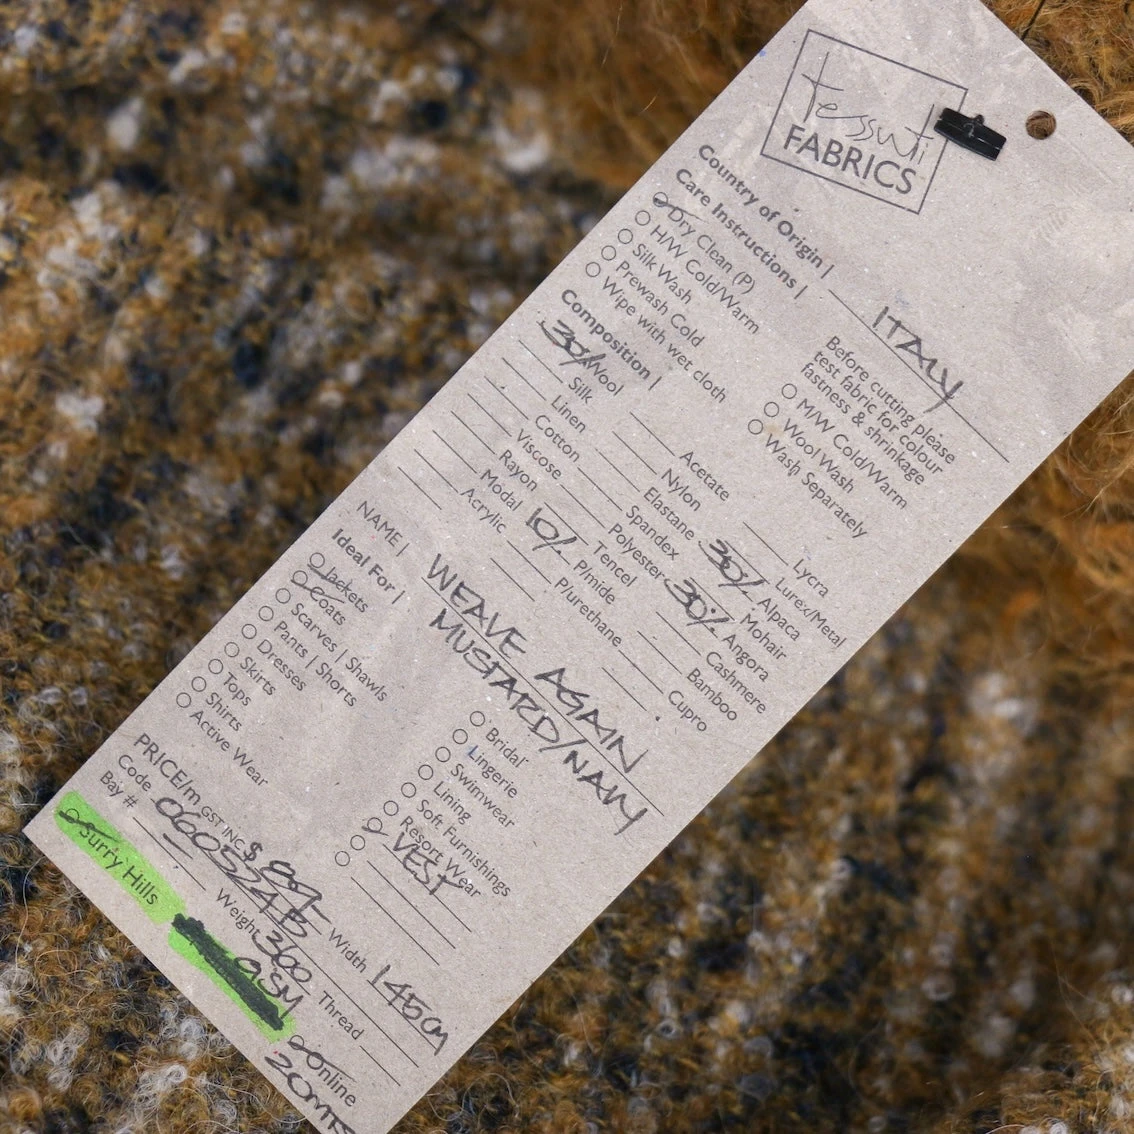 Tessuti
FABRICS
Country of Origin | ITALY
Care Instructions |
Dry Clean (P)
H/W Cold/Warm
Silk Wash
Prewash Cold
Wipe with wet cloth
Before cutting please
test fabric for colour
fastness & shrinkage
M/W Cold/Warm
Wool Wash
Wash Separately
Composition |
30% Wool
Silk
Linen
Cotton
Viscose
Rayon
Modal
Acrylic
Acetate
Nylon
Elastane
Spandex
Polyester
Tencel
10% P/mide
P/urethane
Lycra
Lurex/Metal
30% Alpaca
30% Mohair
Angora
Cashmere
Bamboo
Cupro
NAME | WEAVE AGAIN
MUSTARD/NAVY
Ideal For |
Jackets
Coats
Scarves | Shawls
Pants | Shorts
Dresses
Skirts
Tops
Shirts
Active Wear
Bridal
Lingerie
Swimwear
Lining
Soft Furnishings
Resort Wear
VEST
PRICE/m GST INC $
Code
Bay #
Width 145cm
Weight 300
GSM
Thread
Surry Hills
Online
20MTS